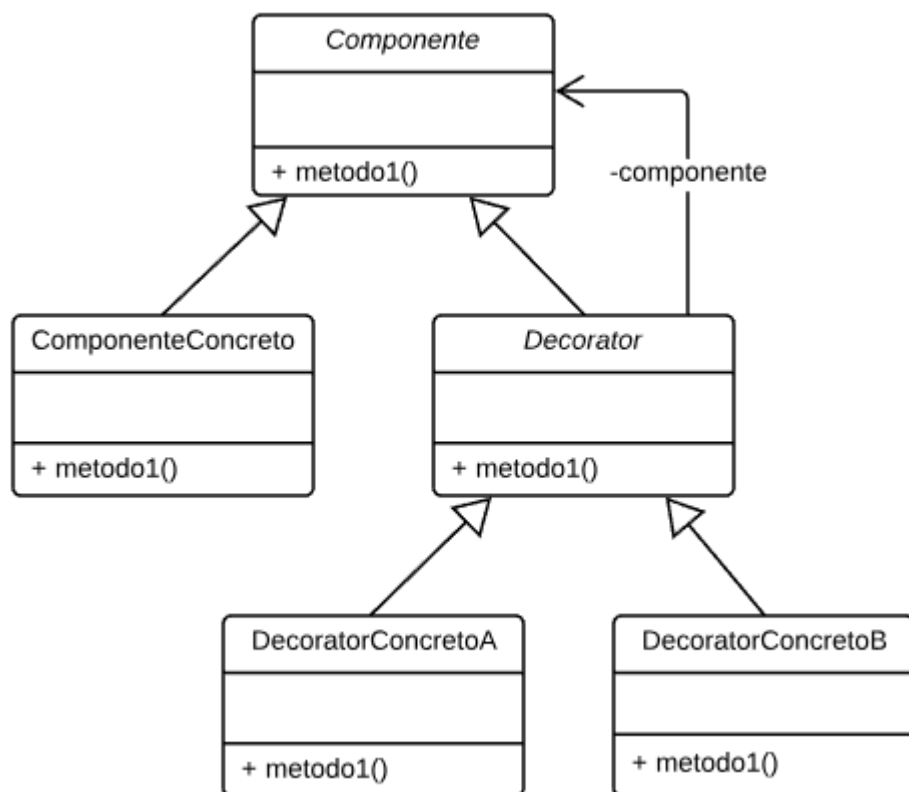 Componente
+ metodo1()
-componente
ComponenteConcreto
+ metodo1()
Decorator
+ metodo1()
DecoratorConcretoA
+ metodo1()
DecoratorConcretoB
+ metodo1()